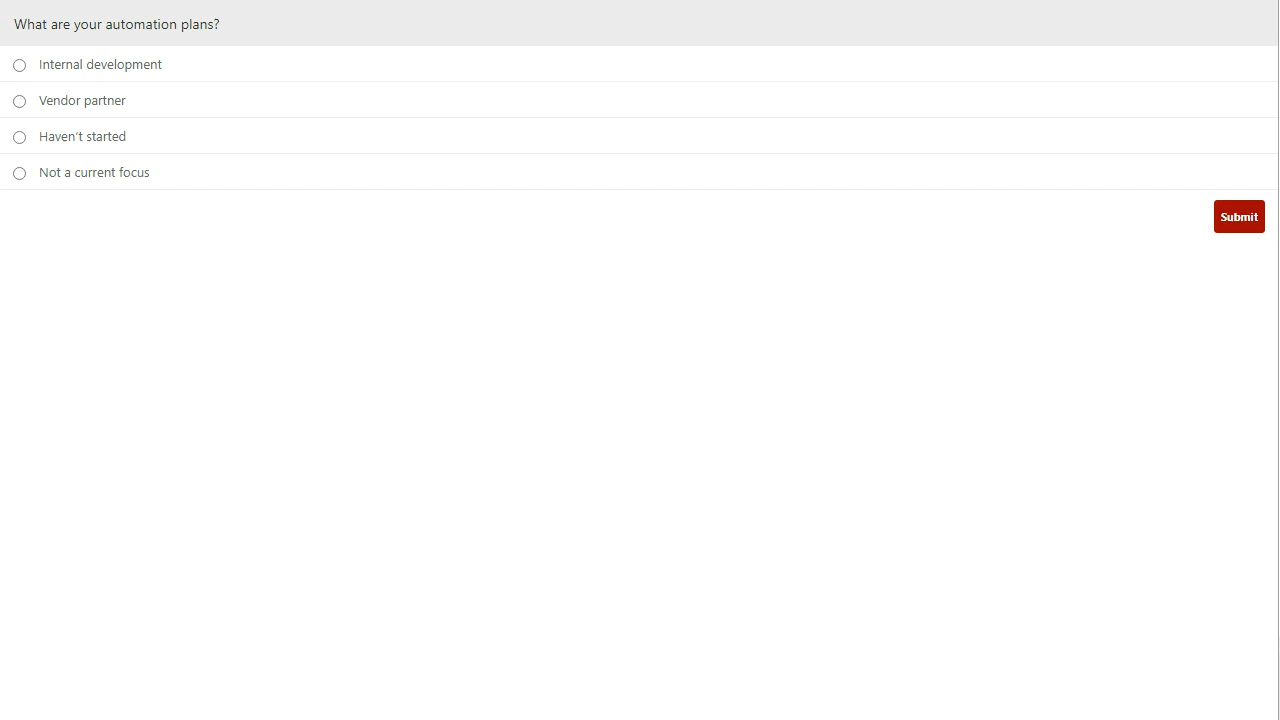 What are your automation plans?
Internal development
Vendor partner
Haven't started
Not a current focus
Submit